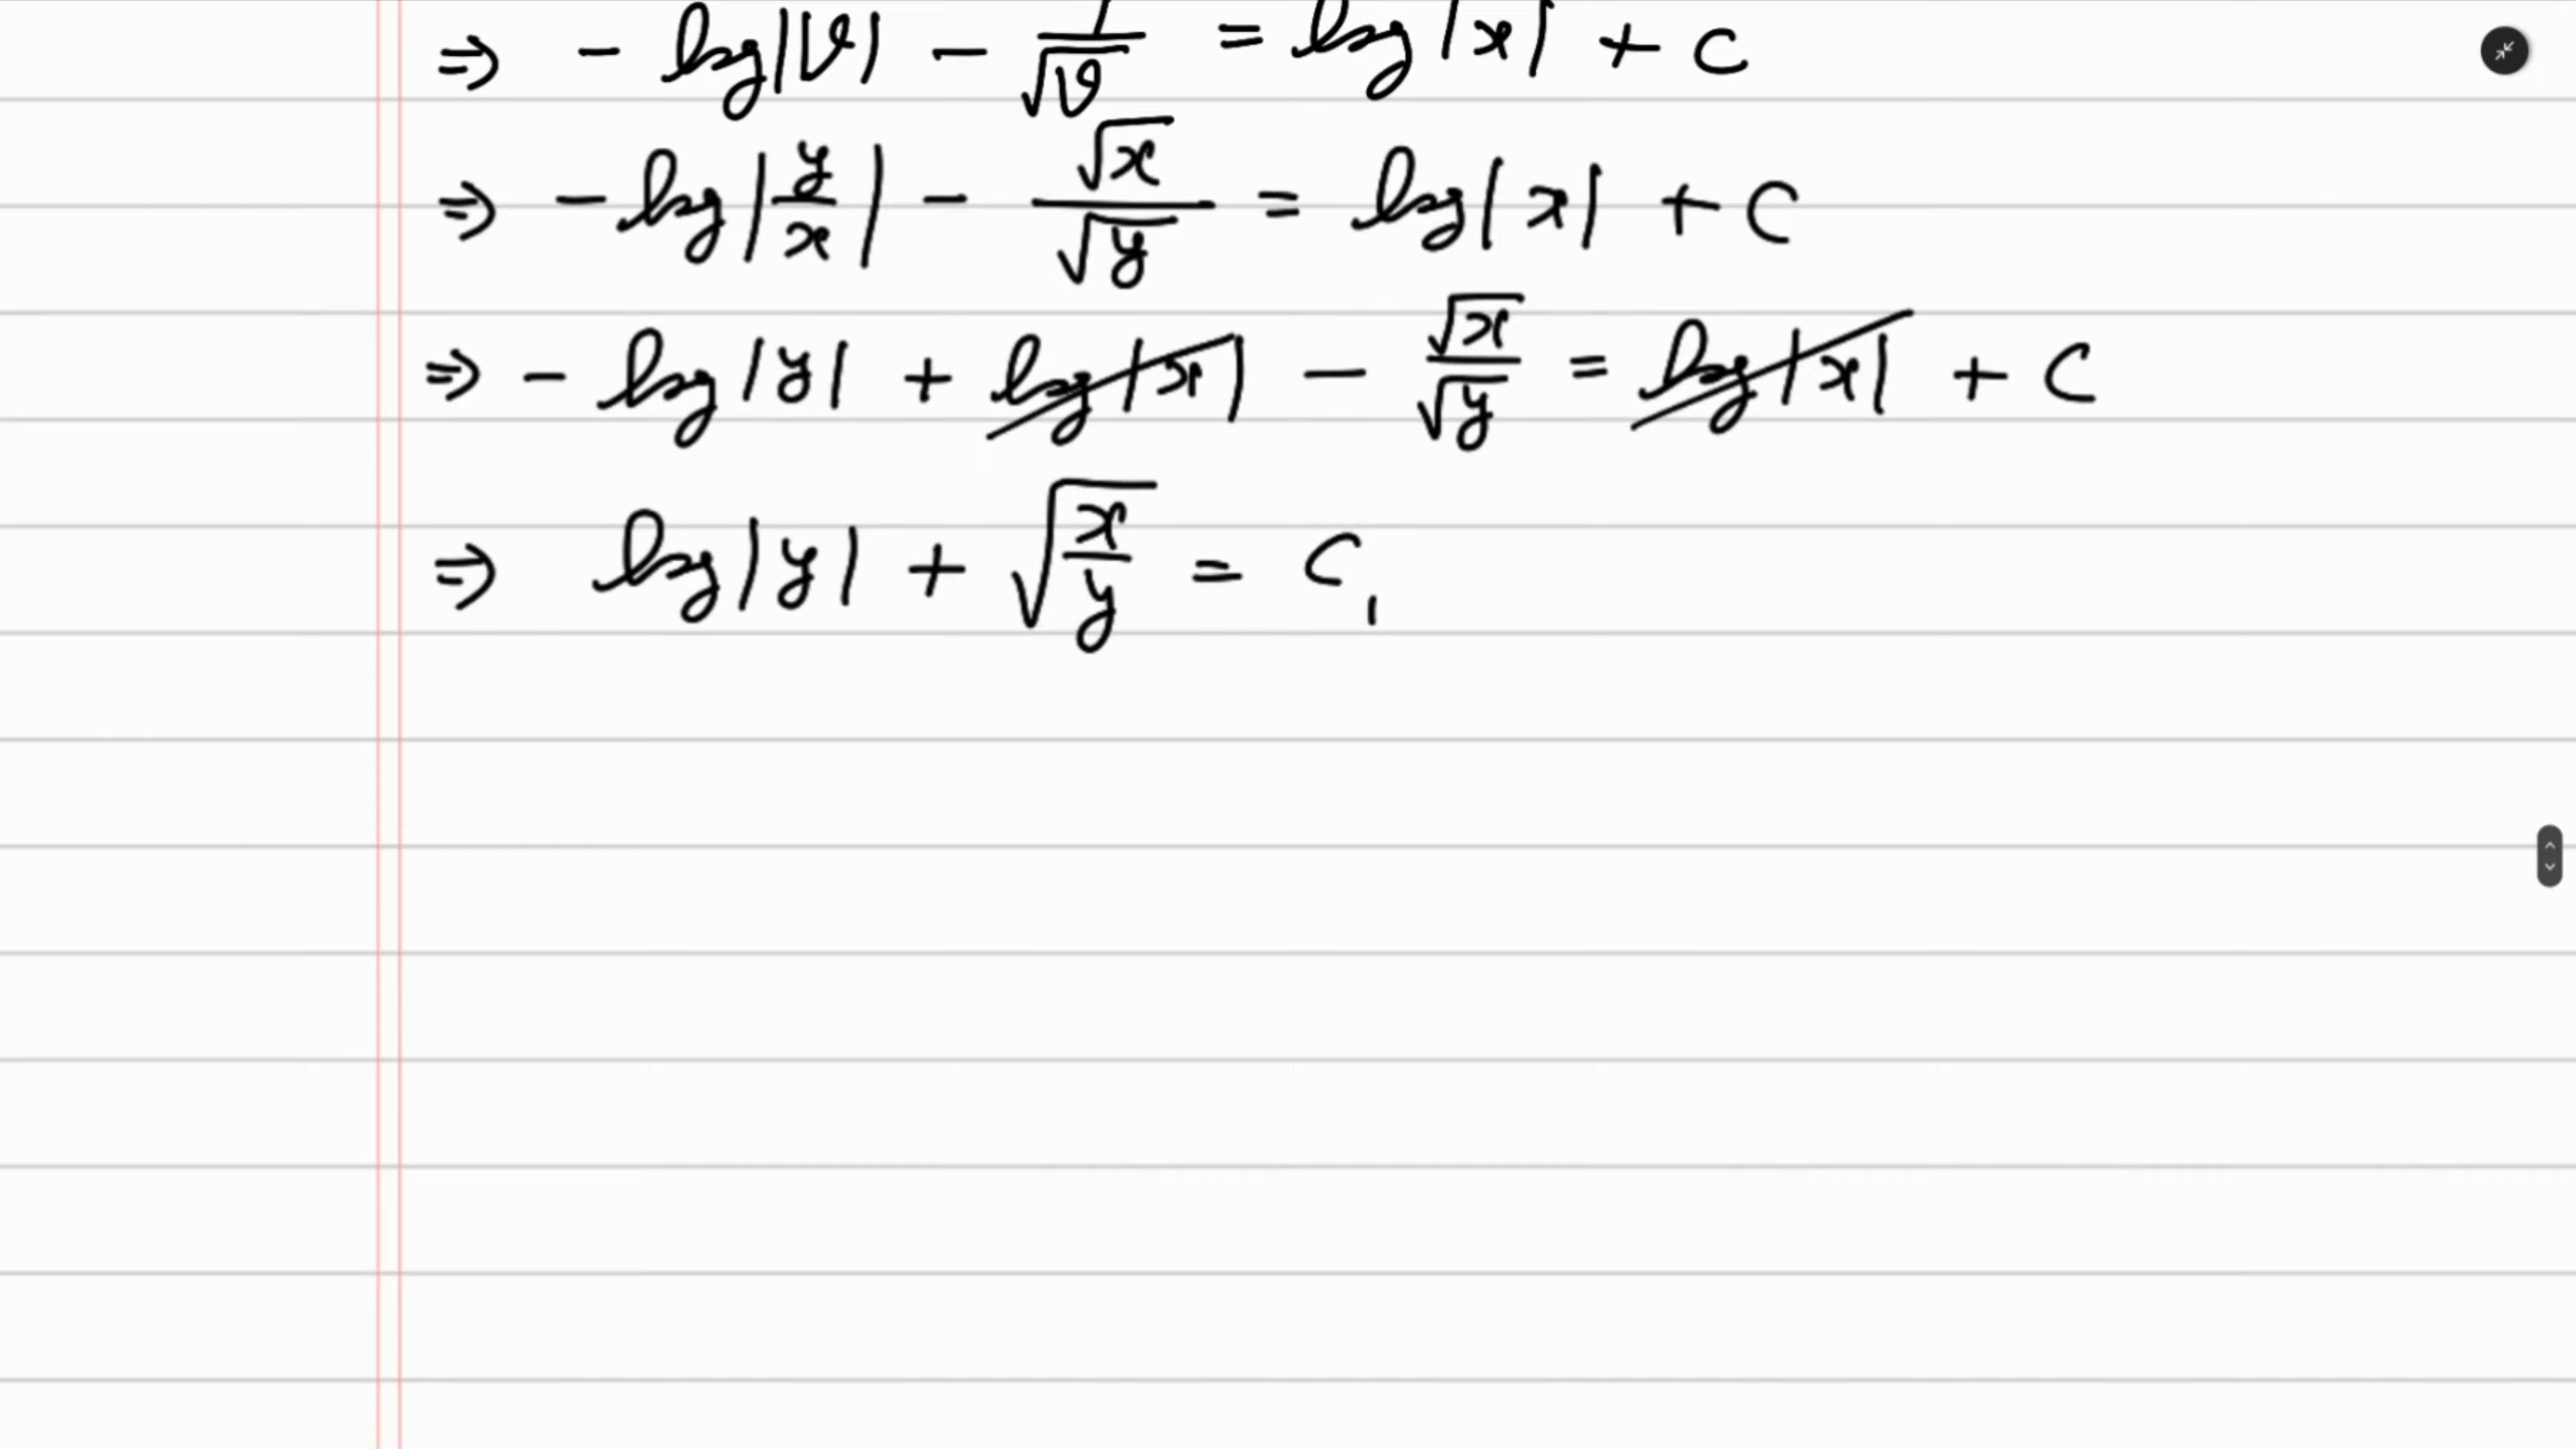 ⇒ - log|v| - 1/√v = log|x| + c
⇒ - log|y/x| - √x/√y = log|x| + c
⇒ - log|y| + log|x| - √x/√y = log|x| + c
⇒ log|y| + √(x/y) = c₁